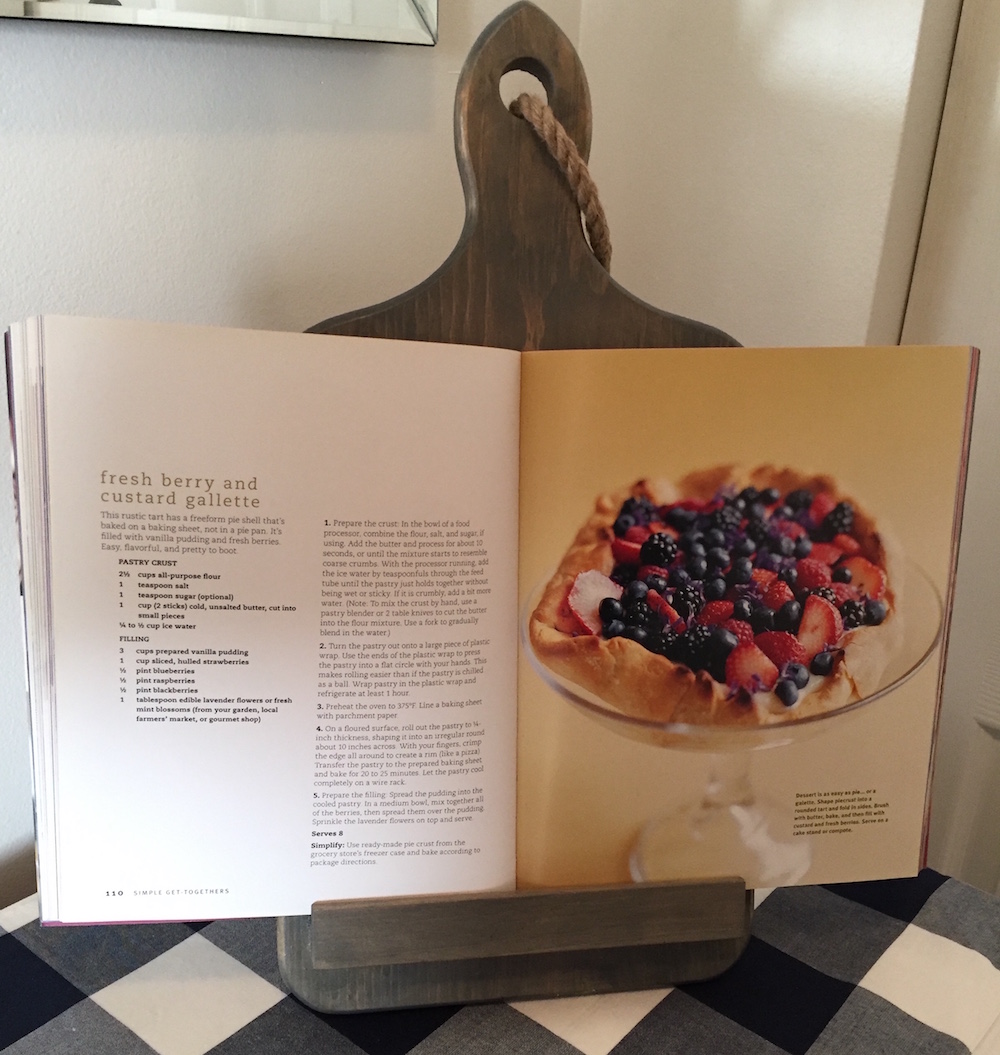 fresh berry and
custard gallette
This rustic tart has a freeform pie shell that's
baked on a baking sheet, not in a pie pan. It's
filled with vanilla pudding and fresh berries.
Easy, flavorful, and pretty to boot.
PASTRY CRUST
2½ cups all-purpose flour
1 teaspoon salt
1 teaspoon sugar (optional)
1 cup (2 sticks) cold, unsalted butter, cut into
small pieces
¼ to ½ cup ice water
FILLING
3 cups prepared vanilla pudding
1 cup sliced, hulled strawberries
½ pint blueberries
½ pint raspberries
½ pint blackberries
1 tablespoon edible lavender flowers or fresh
mint blossoms (from your garden, local
farmers' market, or gourmet shop)
110 SIMPLE GET-TOGETHERS
1. Prepare the crust: In the bowl of a food
processor, combine the flour, salt, and sugar, if
using. Add the butter and process for about 10
seconds, or until the mixture starts to resemble
coarse crumbs. With the processor running, add
the ice water by teaspoonfuls through the feed
tube until the pastry just holds together without
being wet or sticky. If it is crumbly, add a bit more
water. (Note: To mix the crust by hand, use a
pastry blender or 2 table knives to cut the butter
into the flour mixture. Use a fork to gradually
blend in the water.)
2. Turn the pastry out onto a large piece of plastic
wrap. Use the ends of the plastic wrap to press
the pastry into a flat circle with your hands. This
makes rolling easier than if the pastry is chilled
as a ball. Wrap pastry in the plastic wrap and
refrigerate at least 1 hour.
3. Preheat the oven to 375°F. Line a baking sheet
with parchment paper.
4. On a floured surface, roll out the pastry to ¼-
inch thickness, shaping it into an irregular round
about 10 inches across. With your fingers, crimp
the edge all around to create a rim (like a pizza).
Transfer the pastry to the prepared baking sheet
and bake for 20 to 25 minutes. Let the pastry cool
completely on a wire rack.
5. Prepare the filling: Spread the pudding into the
cooled pastry. In a medium bowl, mix together all
of the berries, then spread them over the pudding.
Sprinkle the lavender flowers on top and serve.
Serves 8
Simplify: Use ready-made pie crust from the
grocery store's freezer case and bake according to
package directions.
Dessert is as easy as pie... or a
galette. Shape piecrust into a
rounded tart and fold in sides. Brush
with butter, bake, and then fill with
custard and fresh berries. Serve on a
cake stand or compote.